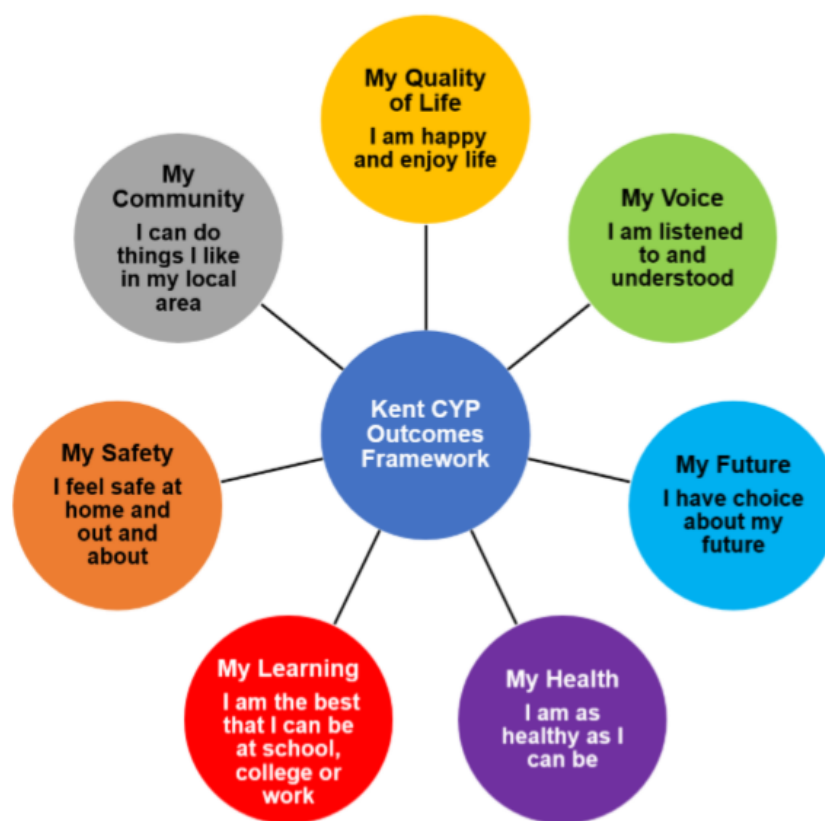 My Quality
of Life
I am happy
and enjoy life
My Voice
I am listened
to and
understood
My Future
I have choice
about my
future
My Health
I am as
healthy as I
can be
My Learning
I am the best
that I can be
at school,
college or
work
My Safety
I feel safe at
home and
out and
about
My
Community
I can do
things I like
in my local
area
Kent CYP
Outcomes
Framework